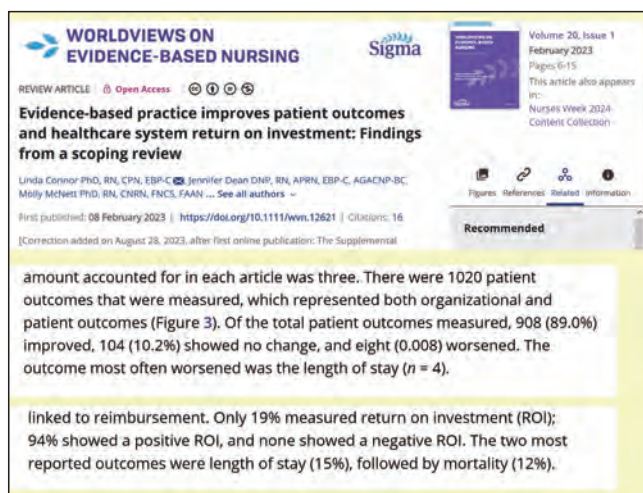 WORLDVIEWS ON
EVIDENCE-BASED NURSING
Sigma
REVIEW ARTICLE Open Access
Evidence-based practice improves patient outcomes
and healthcare system return on investment: Findings
from a scoping review
Linda Connor PhD, RN, CPN, EBP-C Jennifer Dean DNP, RN, APRN, EBP-C, AGACNP-BC,
Molly McNett PhD, RN, CNRN, FNCS, FAAN ... See all authors
First published: 08 February 2023 | https://doi.org/10.1111/wvn.12621 | Citations: 16
[Correction added on August 28, 2023, after first online publication: The Supplemental
Volume 20, Issue 1
February 2023
Pages 6-15
This article also appears
in:
Nurses Week 2024
Content Collection
Figures References Related Information
Recommended
amount accounted for in each article was three. There were 1020 patient
outcomes that were measured, which represented both organizational and
patient outcomes (Figure 3). Of the total patient outcomes measured, 908 (89.0%)
improved, 104 (10.2%) showed no change, and eight (0.008) worsened. The
outcome most often worsened was the length of stay (n = 4).
linked to reimbursement. Only 19% measured return on investment (ROI);
94% showed a positive ROI, and none showed a negative ROI. The two most
reported outcomes were length of stay (15%), followed by mortality (12%).